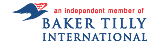 an independent member of
BAKER TILLY
INTERNATIONAL